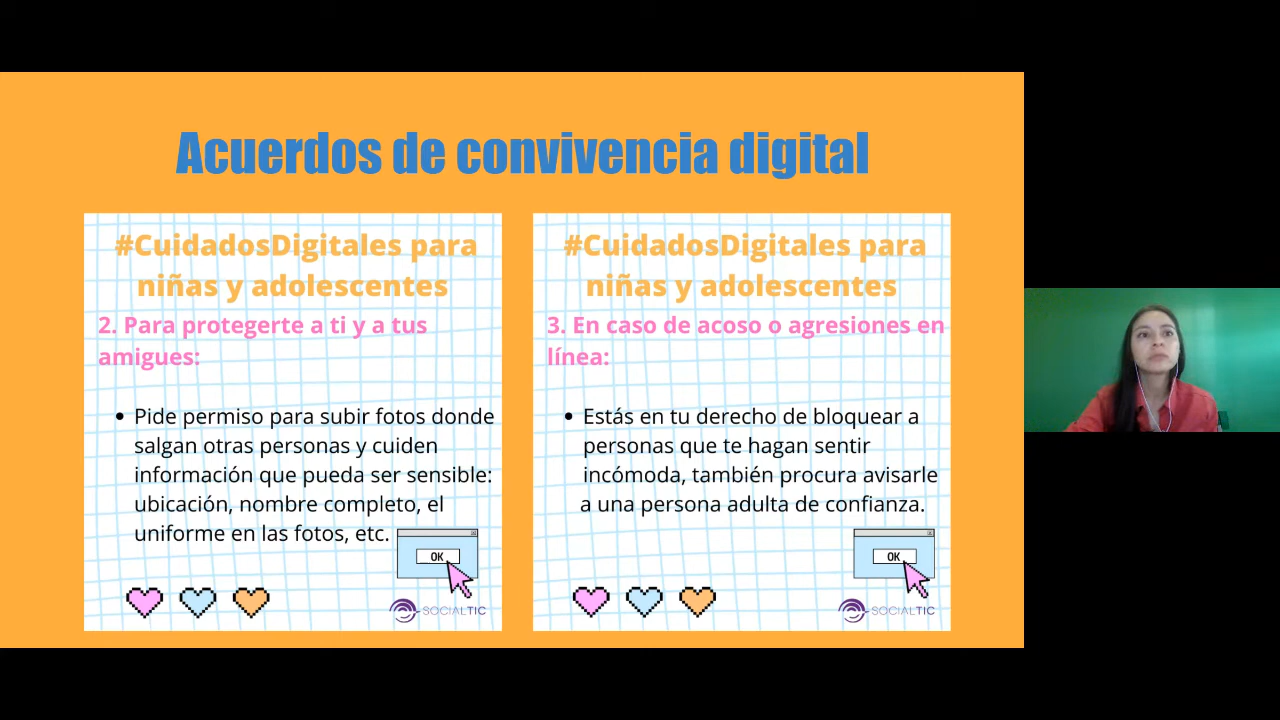 Acuerdos de convivencia digital
#CuidadosDigitales para
niñas y adolescentes
2. Para protegerte a ti y a tus
amigues:
Pide permiso para subir fotos donde
salgan otras personas y cuiden
información que pueda ser sensible:
ubicación, nombre completo, el
uniforme en las fotos, etc.
OK
SOCIALTIC
#CuidadosDigitales para
niñas y adolescentes
3. En caso de acoso o agresiones en
línea:
Estás en tu derecho de bloquear a
personas que te hagan sentir
incómoda, también procura avisarle
a una persona adulta de confianza.
OK
SOCIALTIC